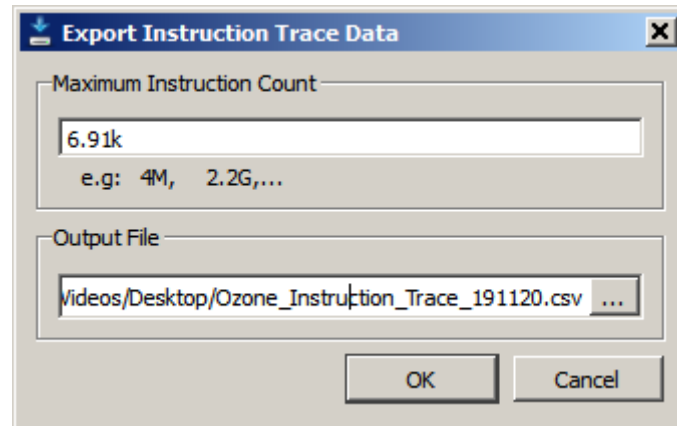 Export Instruction Trace Data
Maximum Instruction Count
6.91k
e.g: 4M, 2.2G,...
Output File
Videos/Desktop/Ozone_Instruction_Trace_191120.csv ...
OK Cancel